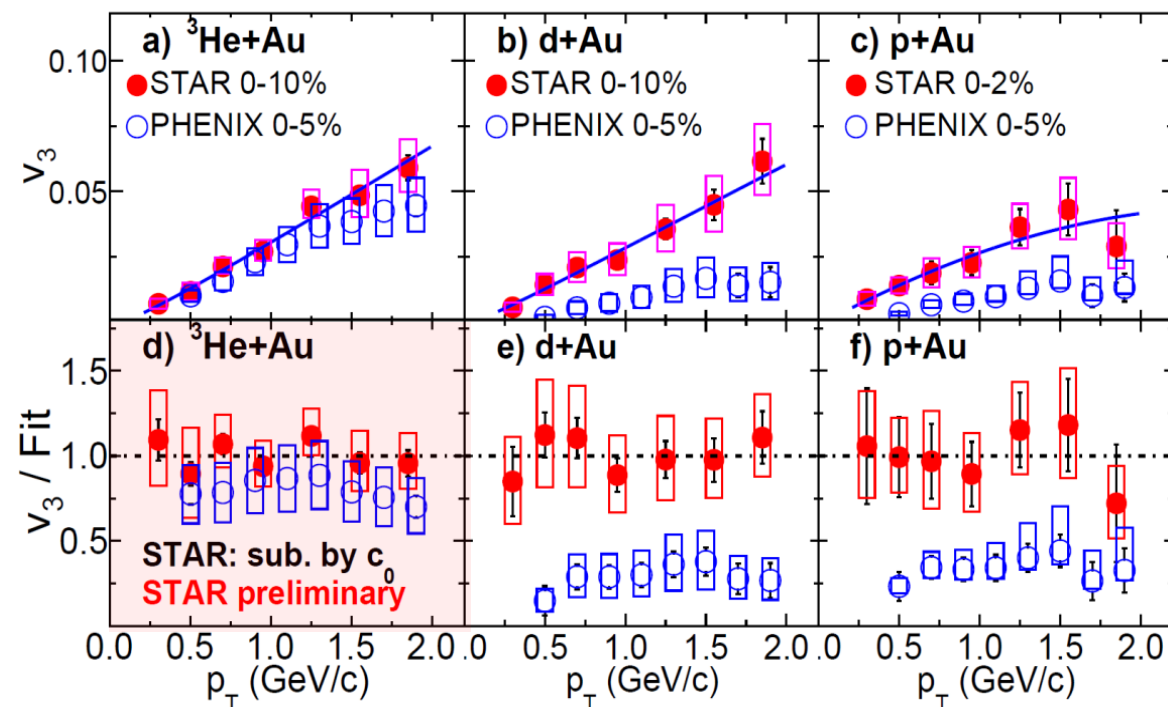 a) ³He+Au
b) d+Au
c) p+Au
0.10
STAR 0-10%
STAR 0-10%
STAR 0-2%
PHENIX 0-5%
PHENIX 0-5%
PHENIX 0-5%
v₃
0.05
d) ³He+Au
e) d+Au
f) p+Au
1.5
1.0
v₃ / Fit
0.5
STAR: sub. by c₀
STAR preliminary
0.0 0.5 1.0 1.5 2.0
.0 0.5 1.0 1.5 2.0
.0 0.5 1.0 1.5 2.0
p_T (GeV/c)
p_T (GeV/c)
p_T (GeV/c)